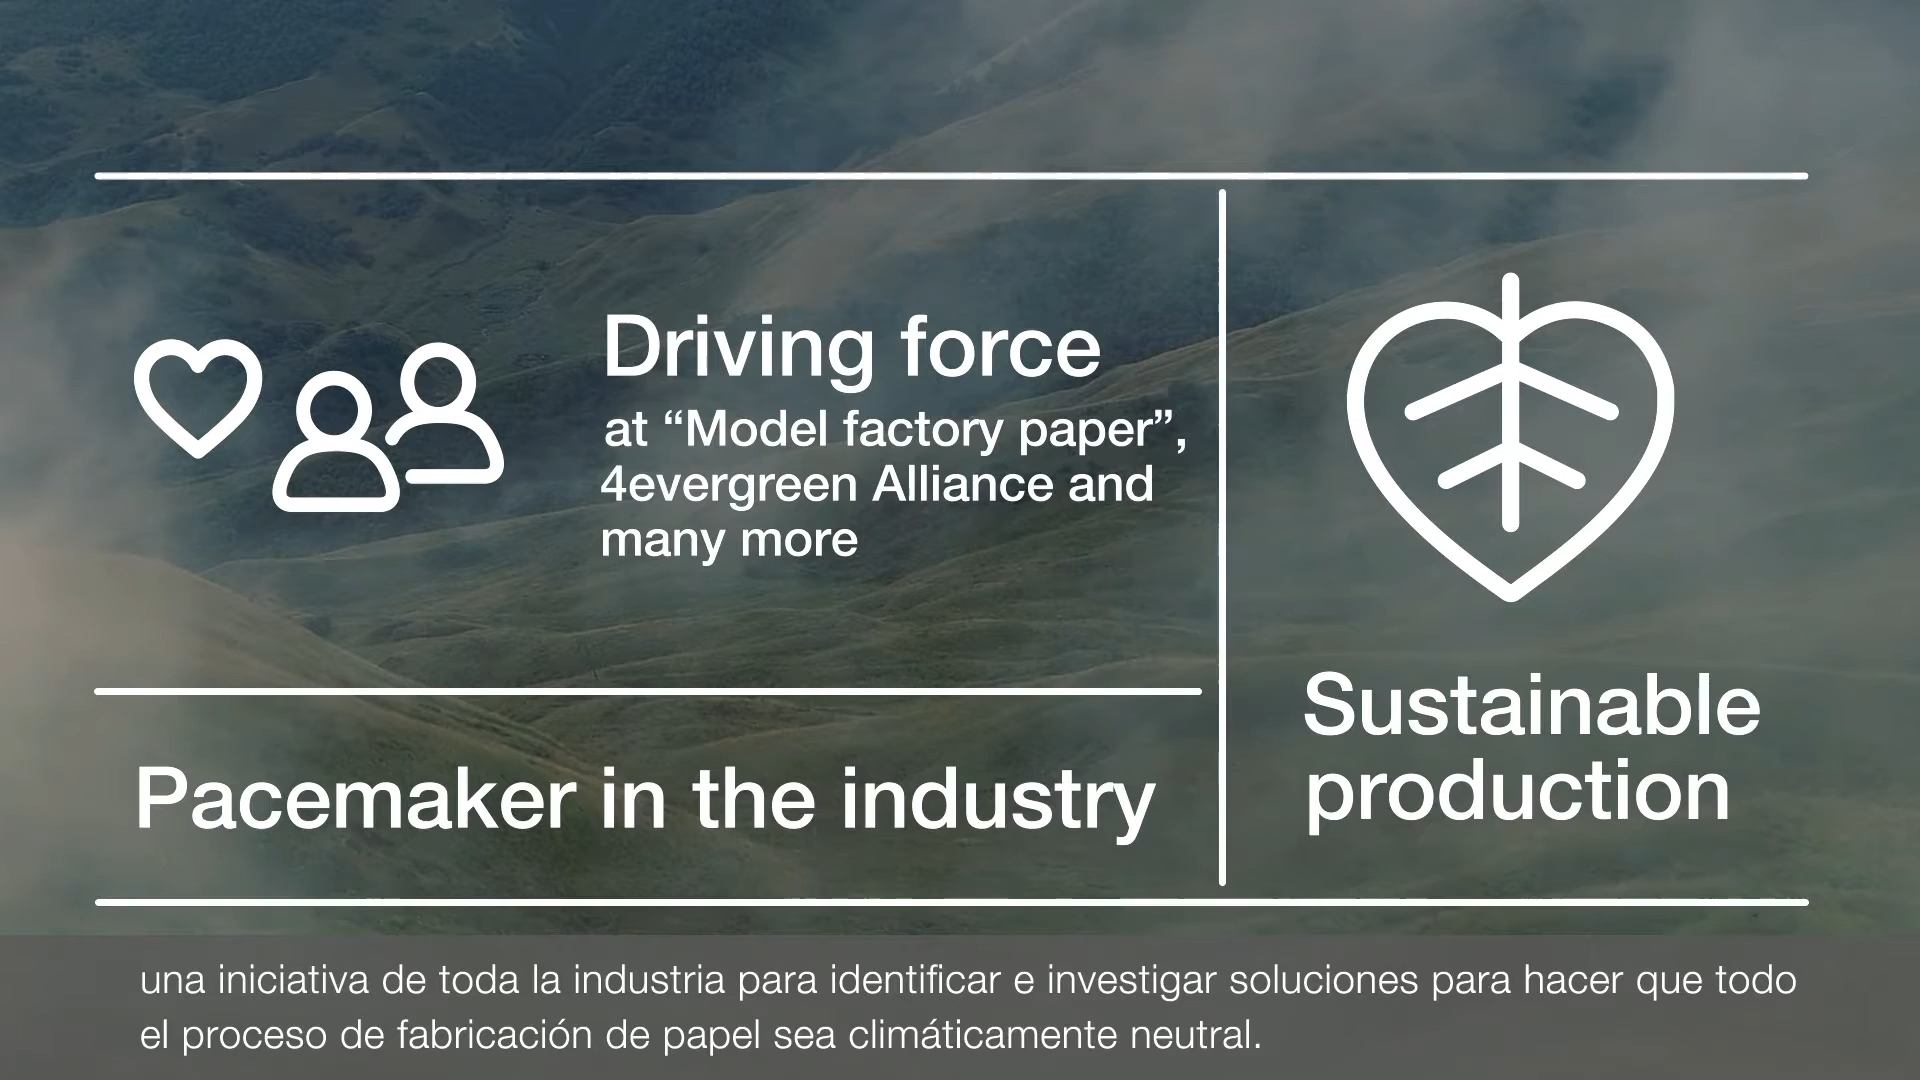 Driving force
at “Model factory paper”,
4evergreen Alliance and
many more
Pacemaker in the industry
Sustainable
production
una iniciativa de toda la industria para identificar e investigar soluciones para hacer que todo
el proceso de fabricación de papel sea climáticamente neutral.